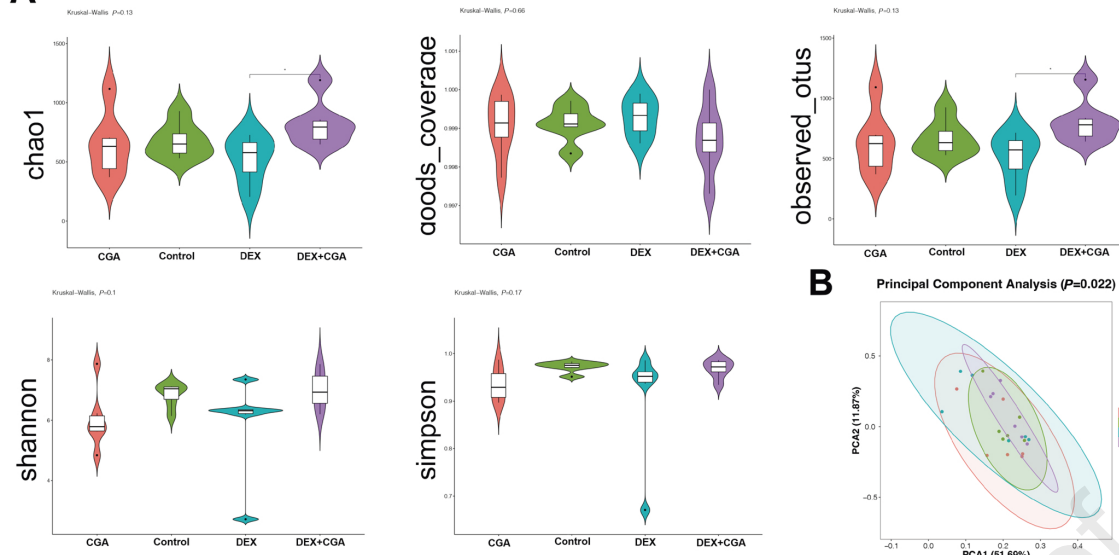 Kruskal-Wallis, P=0.13
chao1
1500
1000
500
0
CGA Control DEX DEX+CGA
Kruskal-Wallis, P=0.66
goods_coverage
1.001
1.000
0.999
0.998
0.997
CGA Control DEX DEX+CGA
Kruskal-Wallis, P=0.13
observed_otus
1500
1000
500
0
CGA Control DEX DEX+CGA
Kruskal-Wallis, P=0.1
shannon
8
6
4
CGA Control DEX DEX+CGA
Kruskal-Wallis, P=0.17
simpson
1.0
0.9
0.8
0.7
CGA Control DEX DEX+CGA
B
Principal Component Analysis (P=0.022)
PCA2 (11.87%)
0.5
0.0
-0.5
-0.1 0.0 0.1 0.2 0.3 0.4
PCA1 (51.69%)